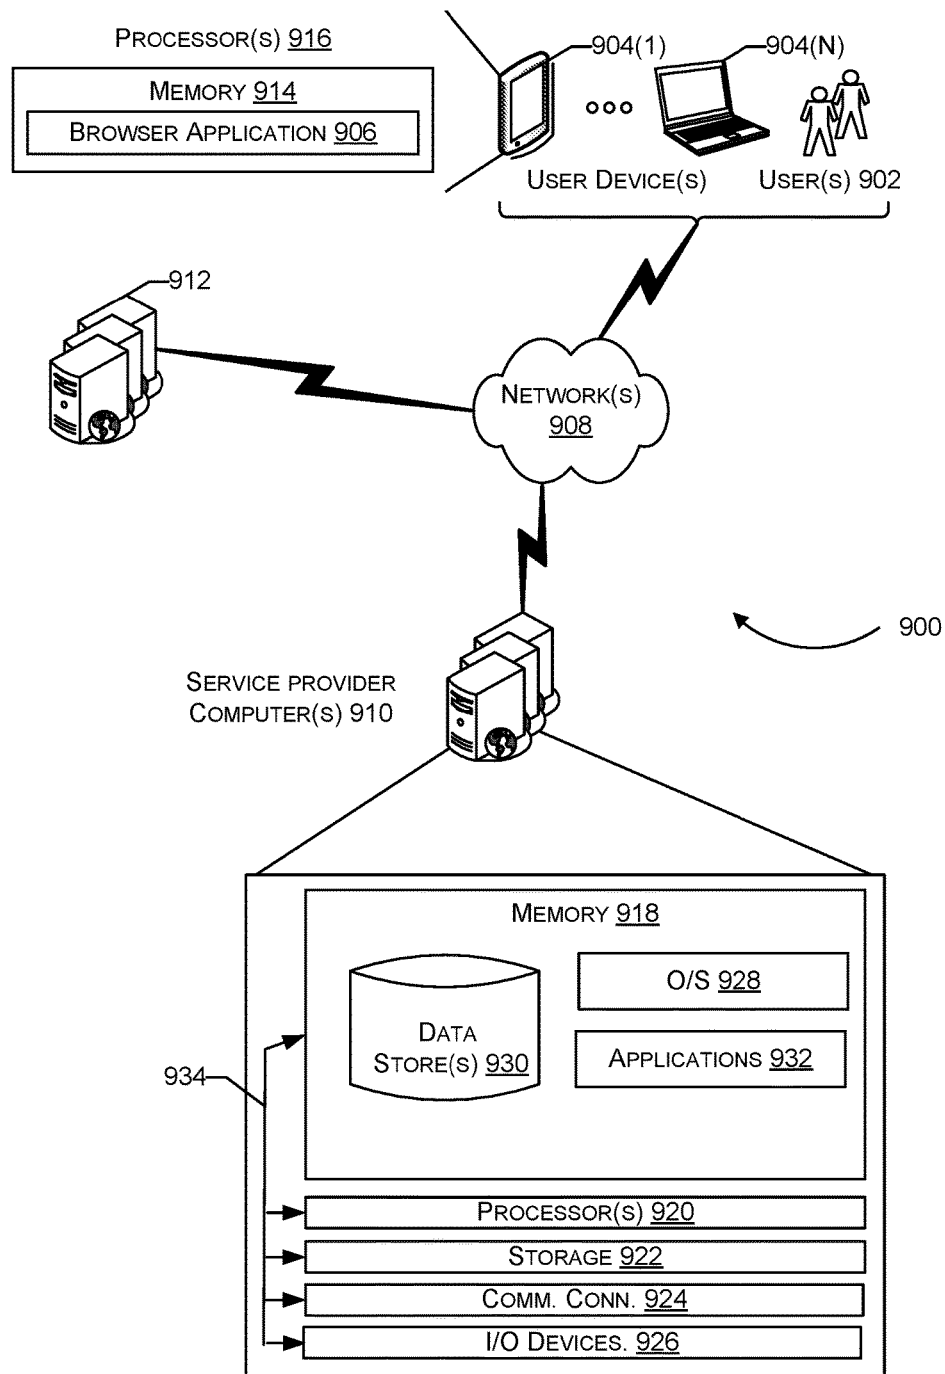 PROCESSOR(S) 916
MEMORY 914
BROWSER APPLICATION 906
904(1)
904(N)
USER DEVICE(S)
USER(S) 902
912
NETWORK(S)
908
900
SERVICE PROVIDER
COMPUTER(S) 910
MEMORY 918
DATA
STORE(S) 930
O/S 928
APPLICATIONS 932
934
PROCESSOR(S) 920
STORAGE 922
COMM. CONN. 924
I/O DEVICES. 926